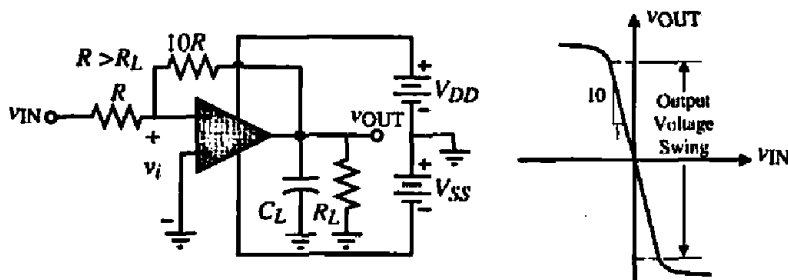 R >R_L
10R
R
vIN
+
v_i
-
vOUT
C_L
R_L
+
V_DD
-
+
V_SS
-
vOUT
10
1
Output
Voltage
Swing
vIN